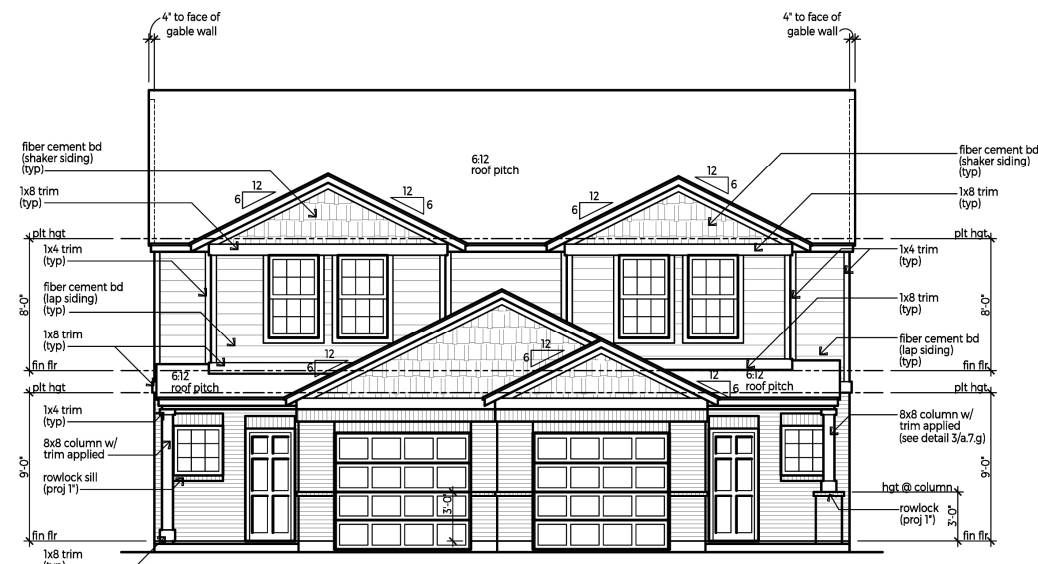 4" to face of
gable wall
4" to face of
gable wall
fiber cement bd
(shaker siding)
(typ)
6:12
roof pitch
fiber cement bd
(shaker siding)
(typ)
1x8 trim
(typ)
12
6
12
6
12
6
12
6
1x8 trim
(typ)
plt hgt
plt hgt
1x4 trim
(typ)
1x4 trim
(typ)
fiber cement bd
(lap siding)
(typ)
8'-0"
8'-0"
1x8 trim
(typ)
1x8 trim
(typ)
fiber cement bd
(lap siding)
(typ)
12
6
12
6
fin flr
fin flr
6:12
roof pitch
12
6
6:12
roof pitch
plt hgt
plt hgt
1x4 trim
(typ)
8x8 column w/
trim applied
(see detail 3/a.7.g)
8x8 column w/
trim applied
9'-0"
9'-0"
rowlock sill
(proj 1")
hgt @ column
3'-0"
rowlock
(proj 1")
3'-0"
fin flr
fin flr
1x8 trim
(typ)